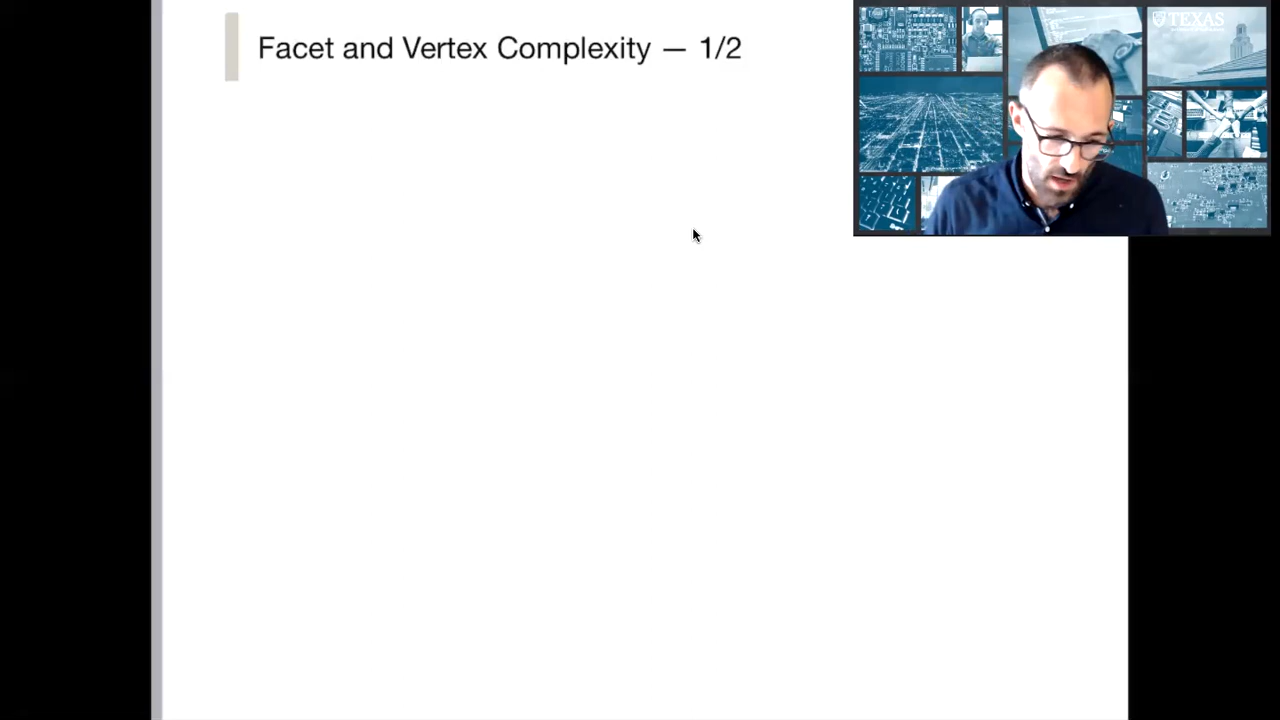 Facet and Vertex Complexity — 1/2
TEXAS